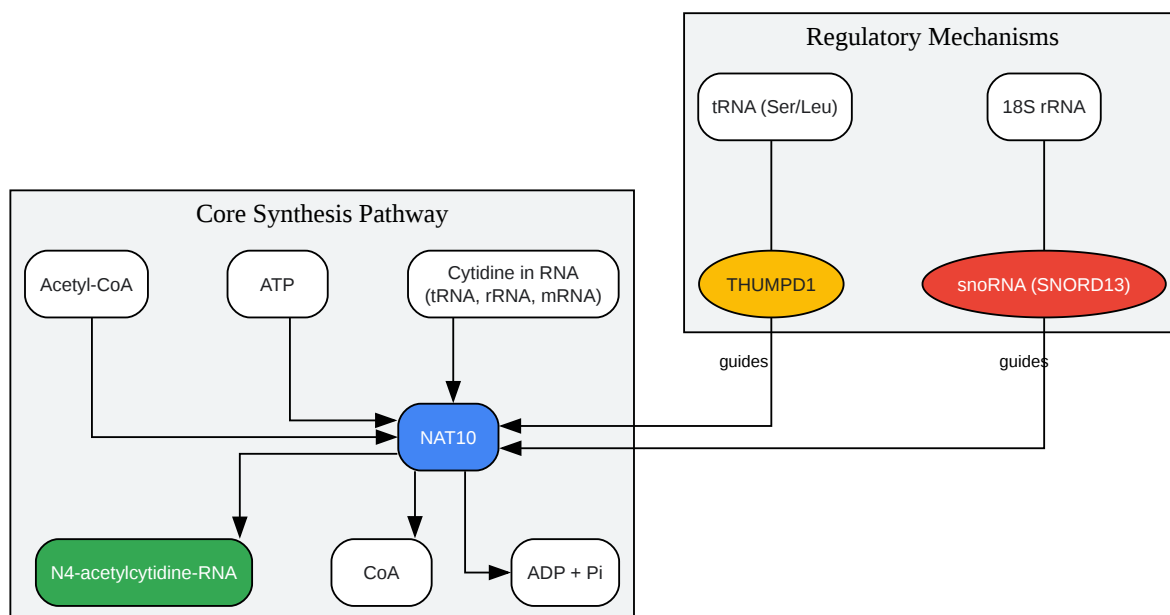 Regulatory Mechanisms
tRNA (Ser/Leu)
18S rRNA
Core Synthesis Pathway
Acetyl-CoA
ATP
Cytidine in RNA
(tRNA, rRNA, mRNA)
THUMPD1
snoRNA (SNORD13)
guides
guides
NAT10
N4-acetylcytidine-RNA
CoA
ADP + Pi